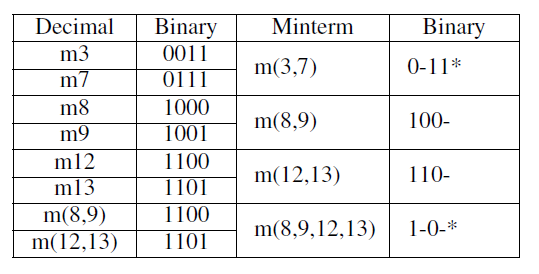 Decimal Binary Minterm Binary
m3 0011 m(3,7) 0-11*
m7 0111
m8 1000 m(8,9) 100-
m9 1001
m12 1100 m(12,13) 110-
m13 1101
m(8,9) 1100 m(8,9,12,13) 1-0-*
m(12,13) 1101